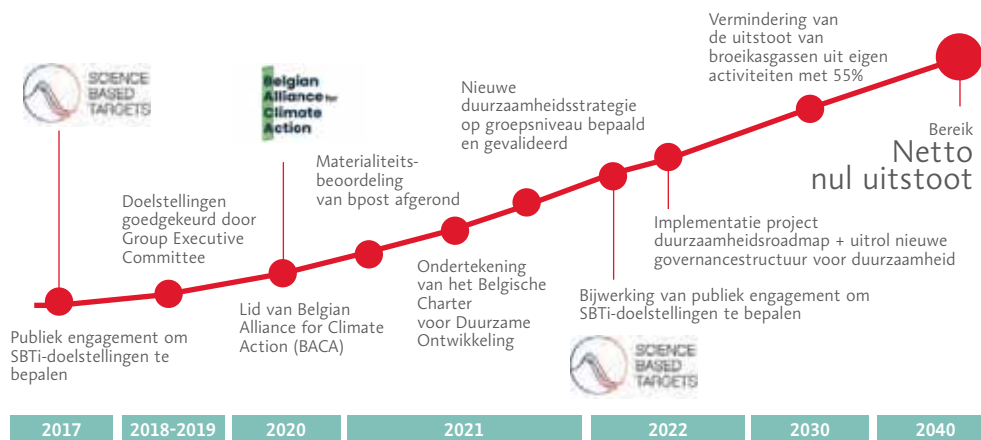 SCIENCE
BASED
TARGETS
Publiek engagement om
SBTi-doelstellingen te
bepalen
Doelstellingen
goedgekeurd door
Group Executive
Committee
Belgian
Alliance for
Climate
Action
Lid van Belgian
Alliance for Climate
Action (BACA)
Materialiteits-
beoordeling
van bpost afgerond
Ondertekening
van het Belgische
Charter
voor Duurzame
Ontwikkeling
Nieuwe
duurzaamheidsstrategie
op groepsniveau bepaald
en gevalideerd
Bijwerking van publiek engagement om
SBTi-doelstellingen te bepalen
SCIENCE
BASED
TARGETS
Implementatie project
duurzaamheidsroadmap + uitrol nieuwe
governancestructuur voor duurzaamheid
Vermindering van
de uitstoot van
broeikasgassen uit eigen
activiteiten met 55%
Bereik
Netto
nul uitstoot
2017 2018-2019 2020 2021 2022 2030 2040